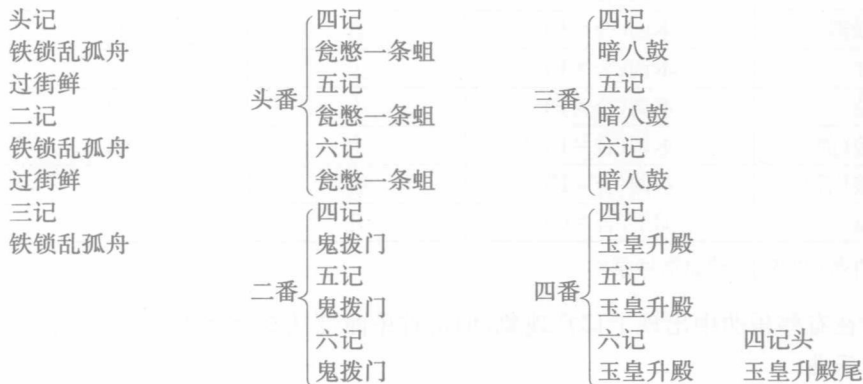 头记
铁锁乱孤舟
过街鲜
二记
铁锁乱孤舟
过街鲜
三记
铁锁乱孤舟
头番
四记
瓮憋一条蛆
五记
瓮憋一条蛆
六记
瓮憋一条蛆
二番
四记
鬼拨门
五记
鬼拨门
六记
鬼拨门
三番
四记
暗八鼓
五记
暗八鼓
六记
暗八鼓
四番
四记
玉皇升殿
五记
玉皇升殿
六记
玉皇升殿
四记头
玉皇升殿尾